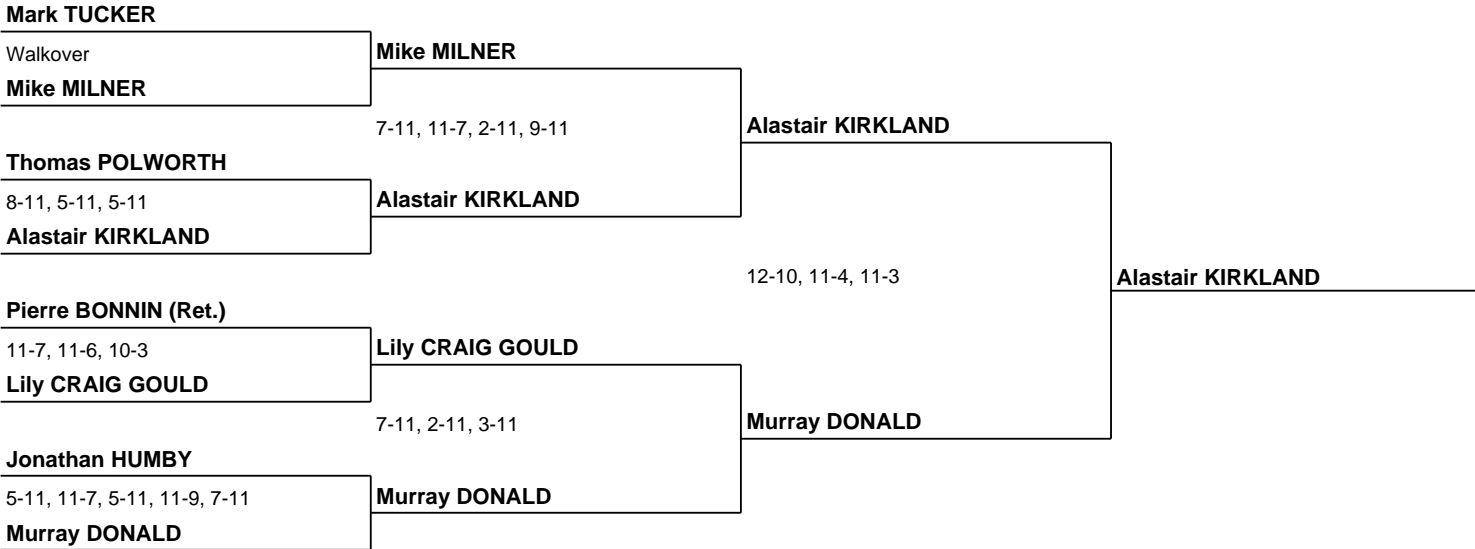 Mark TUCKER
Walkover
Mike MILNER
Mike MILNER
7-11, 11-7, 2-11, 9-11
Alastair KIRKLAND
Thomas POLWORTH
8-11, 5-11, 5-11
Alastair KIRKLAND
Alastair KIRKLAND
12-10, 11-4, 11-3
Alastair KIRKLAND
Pierre BONNIN (Ret.)
11-7, 11-6, 10-3
Lily CRAIG GOULD
Lily CRAIG GOULD
7-11, 2-11, 3-11
Murray DONALD
Jonathan HUMBY
5-11, 11-7, 5-11, 11-9, 7-11
Murray DONALD
Murray DONALD